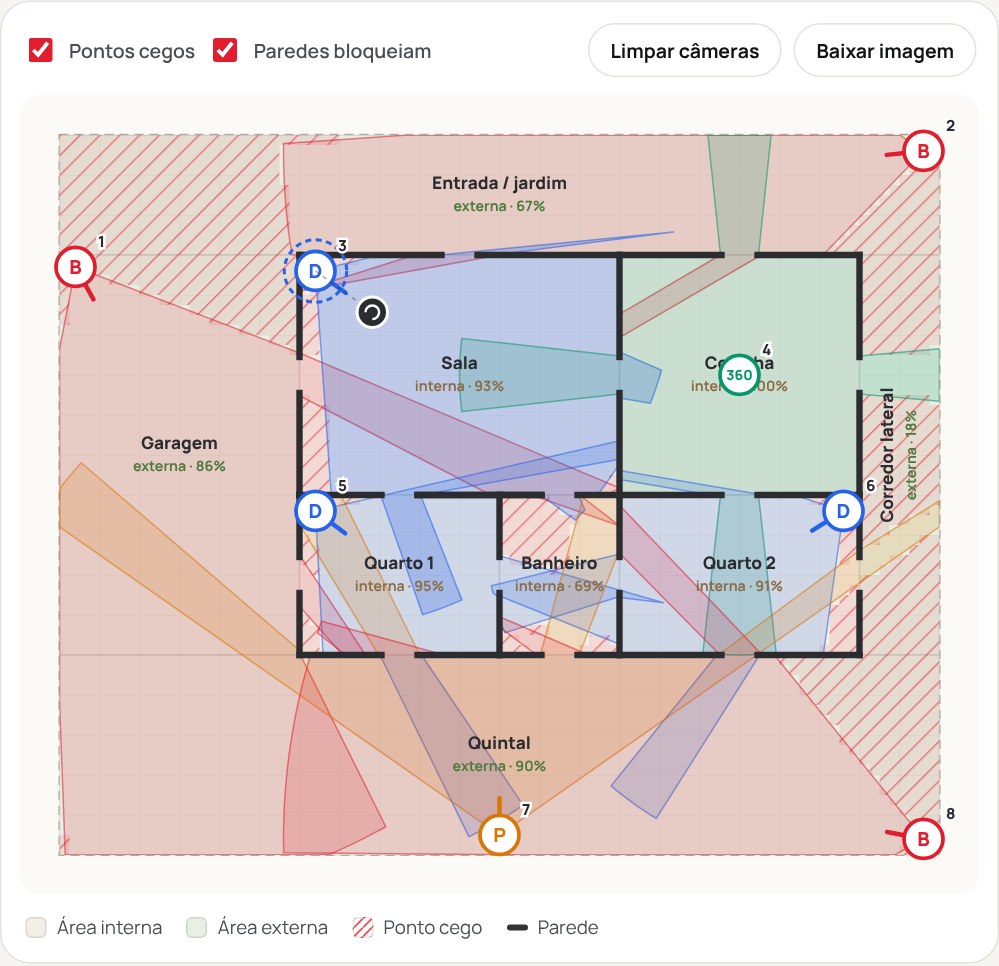 Pontos cegos
Paredes bloqueiam
Limpar câmeras
Baixar imagem
2
B
Entrada / jardim
externa · 67%
1
B
3
D
4
360
Sala
interna · 93%
Garagem
externa · 86%
Corredor lateral
externa · 18%
5
D
6
D
Quarto 1
interna · 95%
Banheiro
interna · 69%
Quarto 2
interna · 91%
Quintal
externa · 90%
7
P
8
B
Área interna
Área externa
Ponto cego
Parede